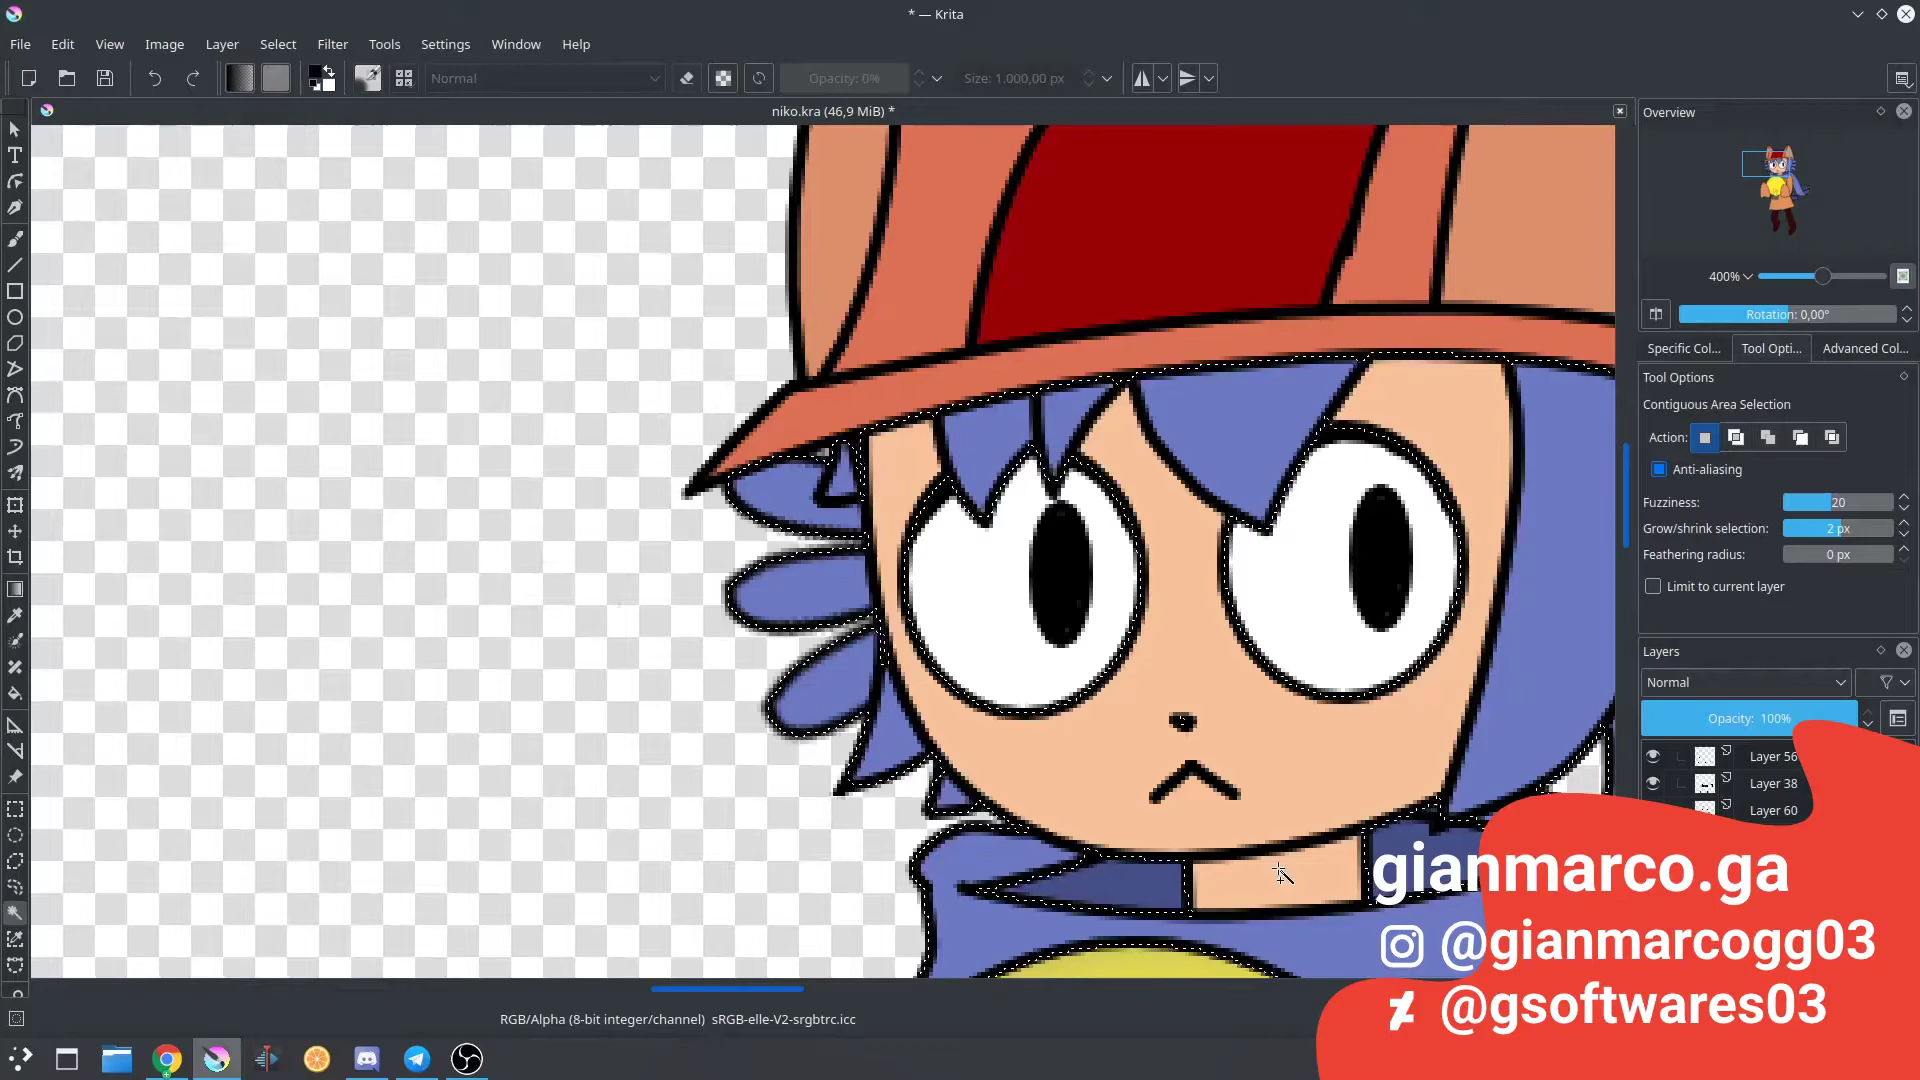 * — Krita
File Edit View Image Layer Select Filter Tools Settings Window Help
Normal Opacity: 0% Size: 1.000,00 px
niko.kra (46,9 MiB) *
Overview
400%
Rotation: 0,00°
Specific Col... Tool Opti... Advanced Col...
Tool Options
Contiguous Area Selection
Action:
Anti-aliasing
Fuzziness: 20
Grow/shrink selection: 2 px
Feathering radius: 0 px
Limit to current layer
Layers
Normal
Opacity: 100%
Layer 56
Layer 38
Layer 60
gianmarco.ga
@gianmarcogg03
@gsoftwares03
RGB/Alpha (8-bit integer/channel) sRGB-elle-V2-srgbtrc.icc